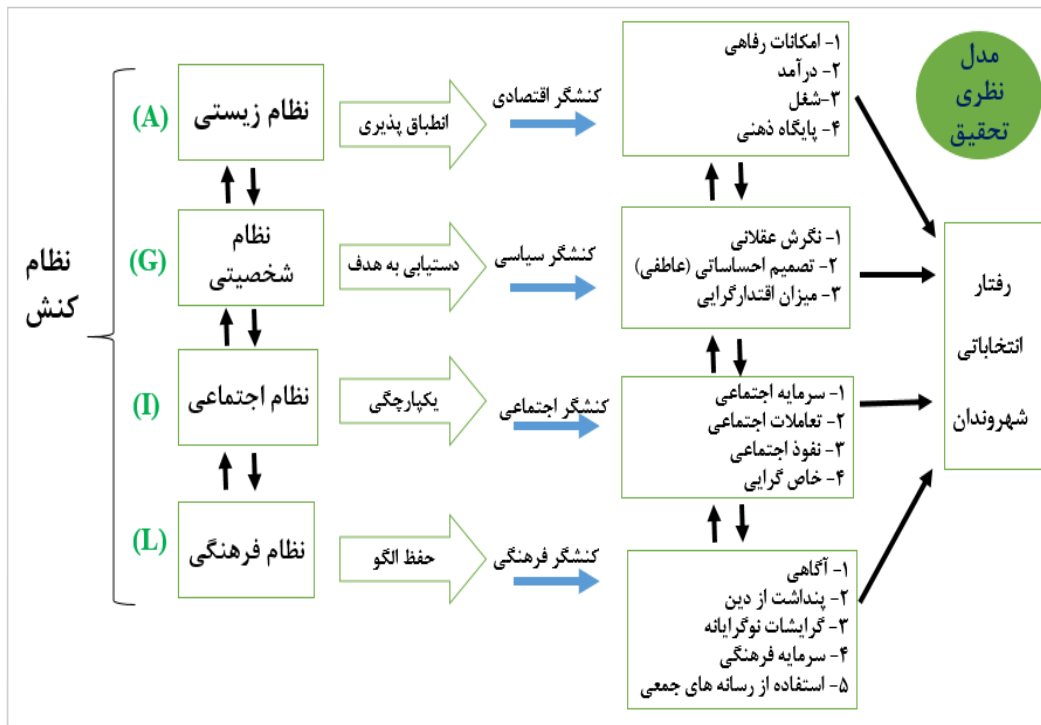 مدل
نظری
تحقیق
نظام
کنش
(A)
نظام زیستی
انطباق پذیری
کنشگر اقتصادی
۱- امکانات رفاهی
۲- درآمد
۳-شغل
۴- پایگاه ذهنی
(G)
نظام
شخصیتی
دستیابی به هدف
کنشگر سیاسی
۱- نگرش عقلانی
۲- تصمیم احساساتی (عاطفی)
۳- میزان اقتدارگرایی
(I)
نظام اجتماعی
یکپارچگی
کنشگر اجتماعی
۱- سرمایه اجتماعی
۲- تعاملات اجتماعی
۳- نفوذ اجتماعی
۴- خاص گرایی
(L)
نظام فرهنگی
حفظ الگو
کنشگر فرهنگی
۱- آگاهی
۲- پنداشت از دین
۳- گرایشات نوگرایانه
۴- سرمایه فرهنگی
۵- استفاده از رسانه های جمعی
رفتار
انتخاباتی
شهروندان